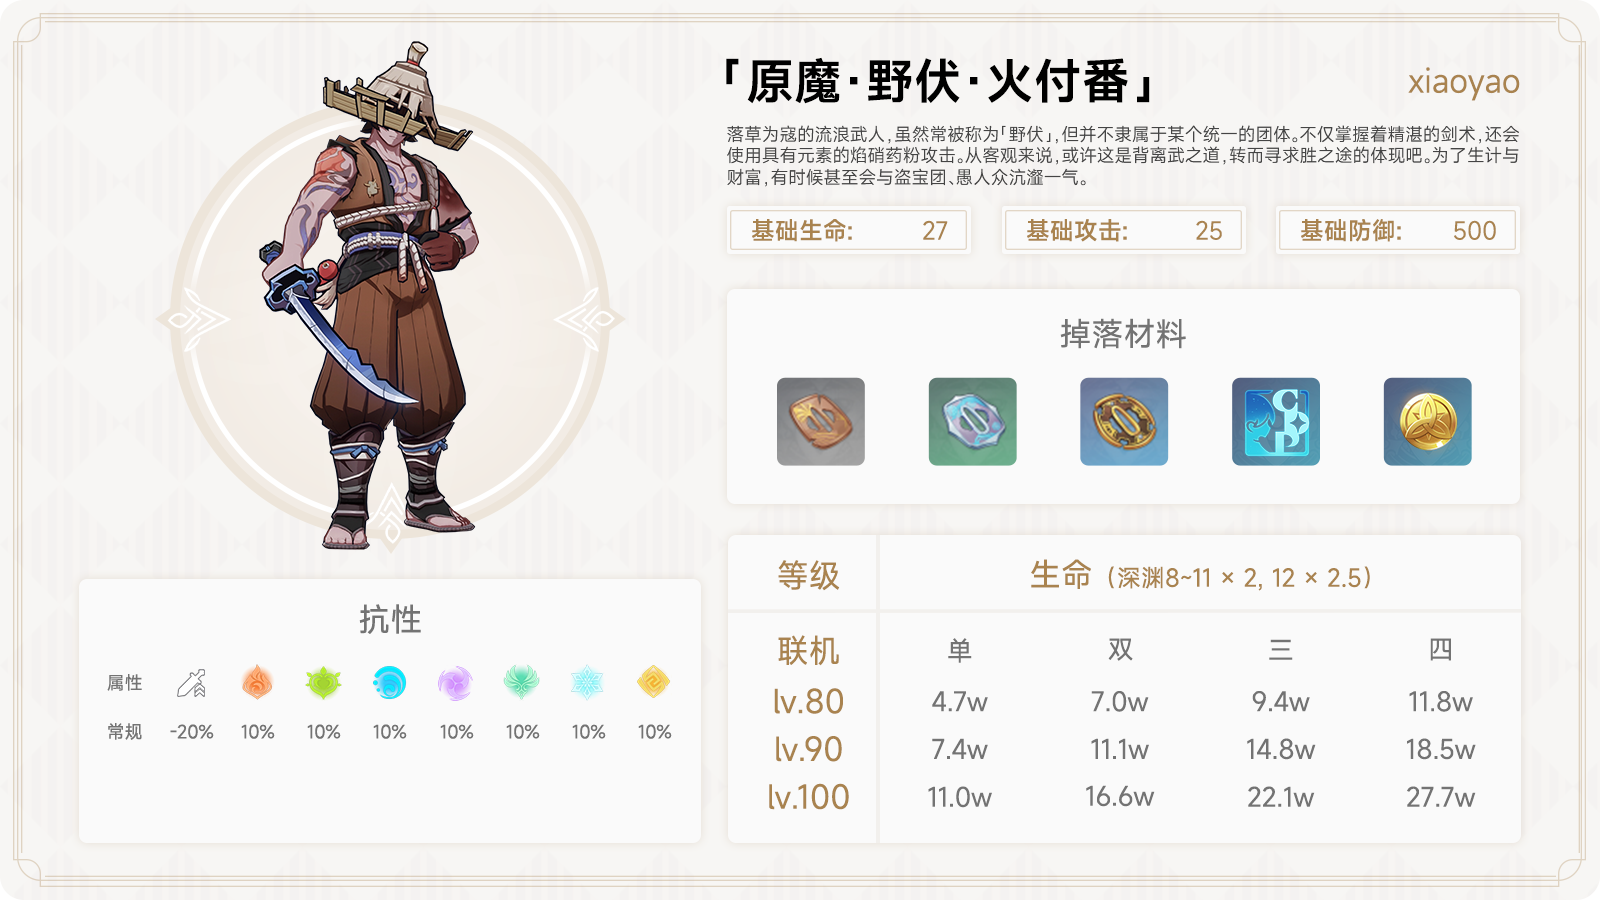 「原魔·野伏·火付番」
xiaoyao
落草为寇的流浪武人,虽然常被称为「野伏」,但并不隶属于某个统一的团体。不仅掌握着精湛的剑术,还会
使用具有元素的焰硝药粉攻击。从客观来说,或许这是背离武之道,转而寻求胜之途的体现吧。为了生计与
财富,有时候甚至会与盗宝团、愚人众沆瀣一气。
基础生命: 27
基础攻击: 25
基础防御: 500
掉落材料
抗性
属性
常规 -20% 10% 10% 10% 10% 10% 10% 10%
等级 生命 (深渊8~11 × 2, 12 × 2.5)
联机 单 双 三 四
lv.80 4.7w 7.0w 9.4w 11.8w
lv.90 7.4w 11.1w 14.8w 18.5w
lv.100 11.0w 16.6w 22.1w 27.7w